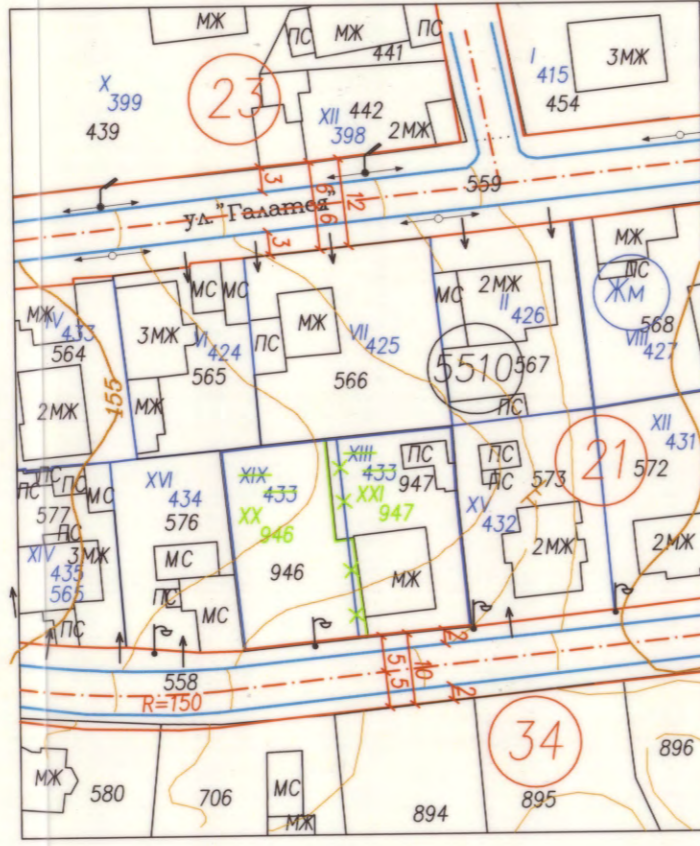 МЖ
ПС
МЖ
ПС
441
I
415
3МЖ
454
X
399
439
23
XII
398
442
2МЖ
3
6
6
12
559
ул. "Галатея"
3
МЖ
ПС
ЖМ
568
VIII
427
МЖ
IV
433
564
3МЖ
МС
МС
VI
424
565
ПС
МЖ
VII
425
566
МС
2МЖ
II
426
5510
567
ПС
2МЖ
155
МЖ
XII
431
21
572
ПС
ПС
577
ПС
МС
XVI
434
576
XIX
433
XX
946
946
XIII
433
XXI
947
ПС
947
ПС
ПС
573
XV
432
2МЖ
2МЖ
XIV
435
565
3МЖ
ПС
МС
ПС
МС
МЖ
2
5
5
10
2
558
R=150
34
МЖ
580
706
МС
МЖ
894
895
896